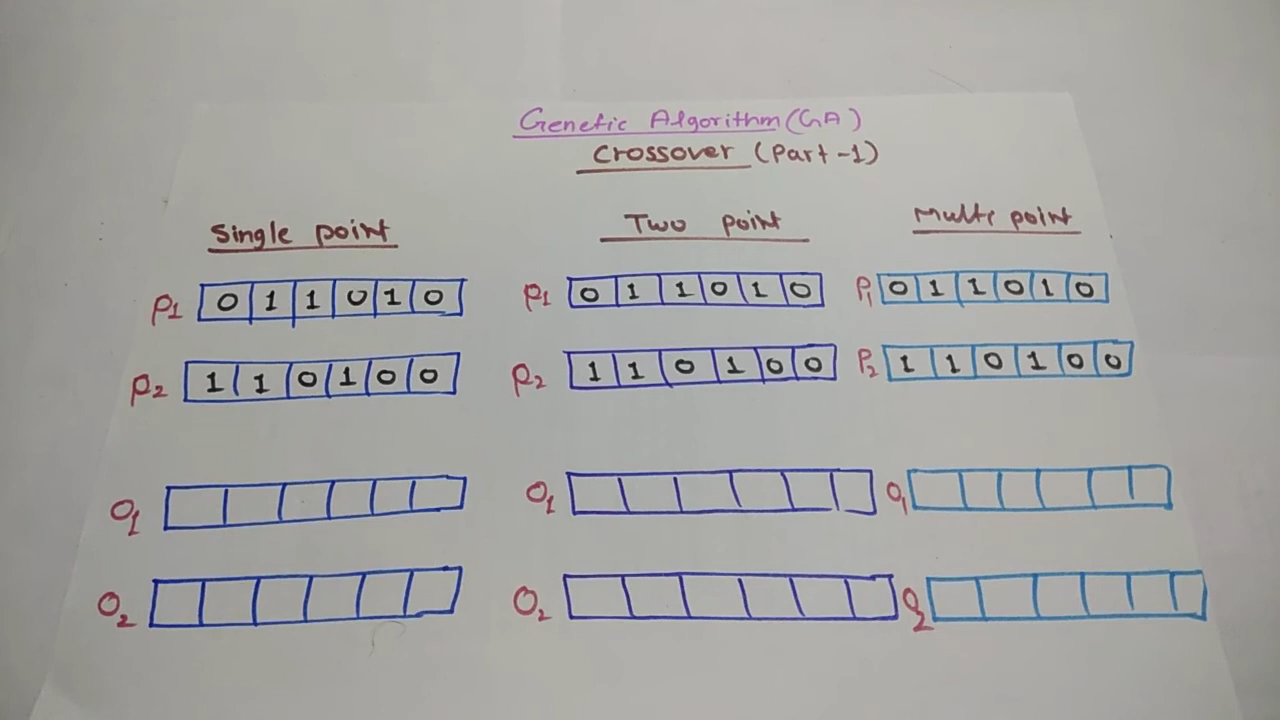 Genetic Algorithm (GA)
Crossover (Part-1)
Single point Two point Multi point
P1 0 1 1 0 1 0 P1 0 1 1 0 1 0 P1 0 1 1 0 1 0
P2 1 1 0 1 0 0 P2 1 1 0 1 0 0 P2 1 1 0 1 0 0
O1 O1 O1
O2 O2 O2